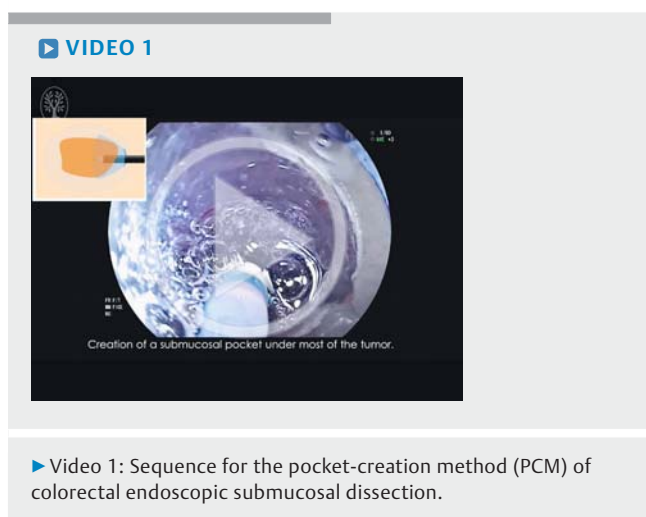 VIDEO 1
Creation of a submucosal pocket under most of the tumor.
Video 1: Sequence for the pocket-creation method (PCM) of
colorectal endoscopic submucosal dissection.